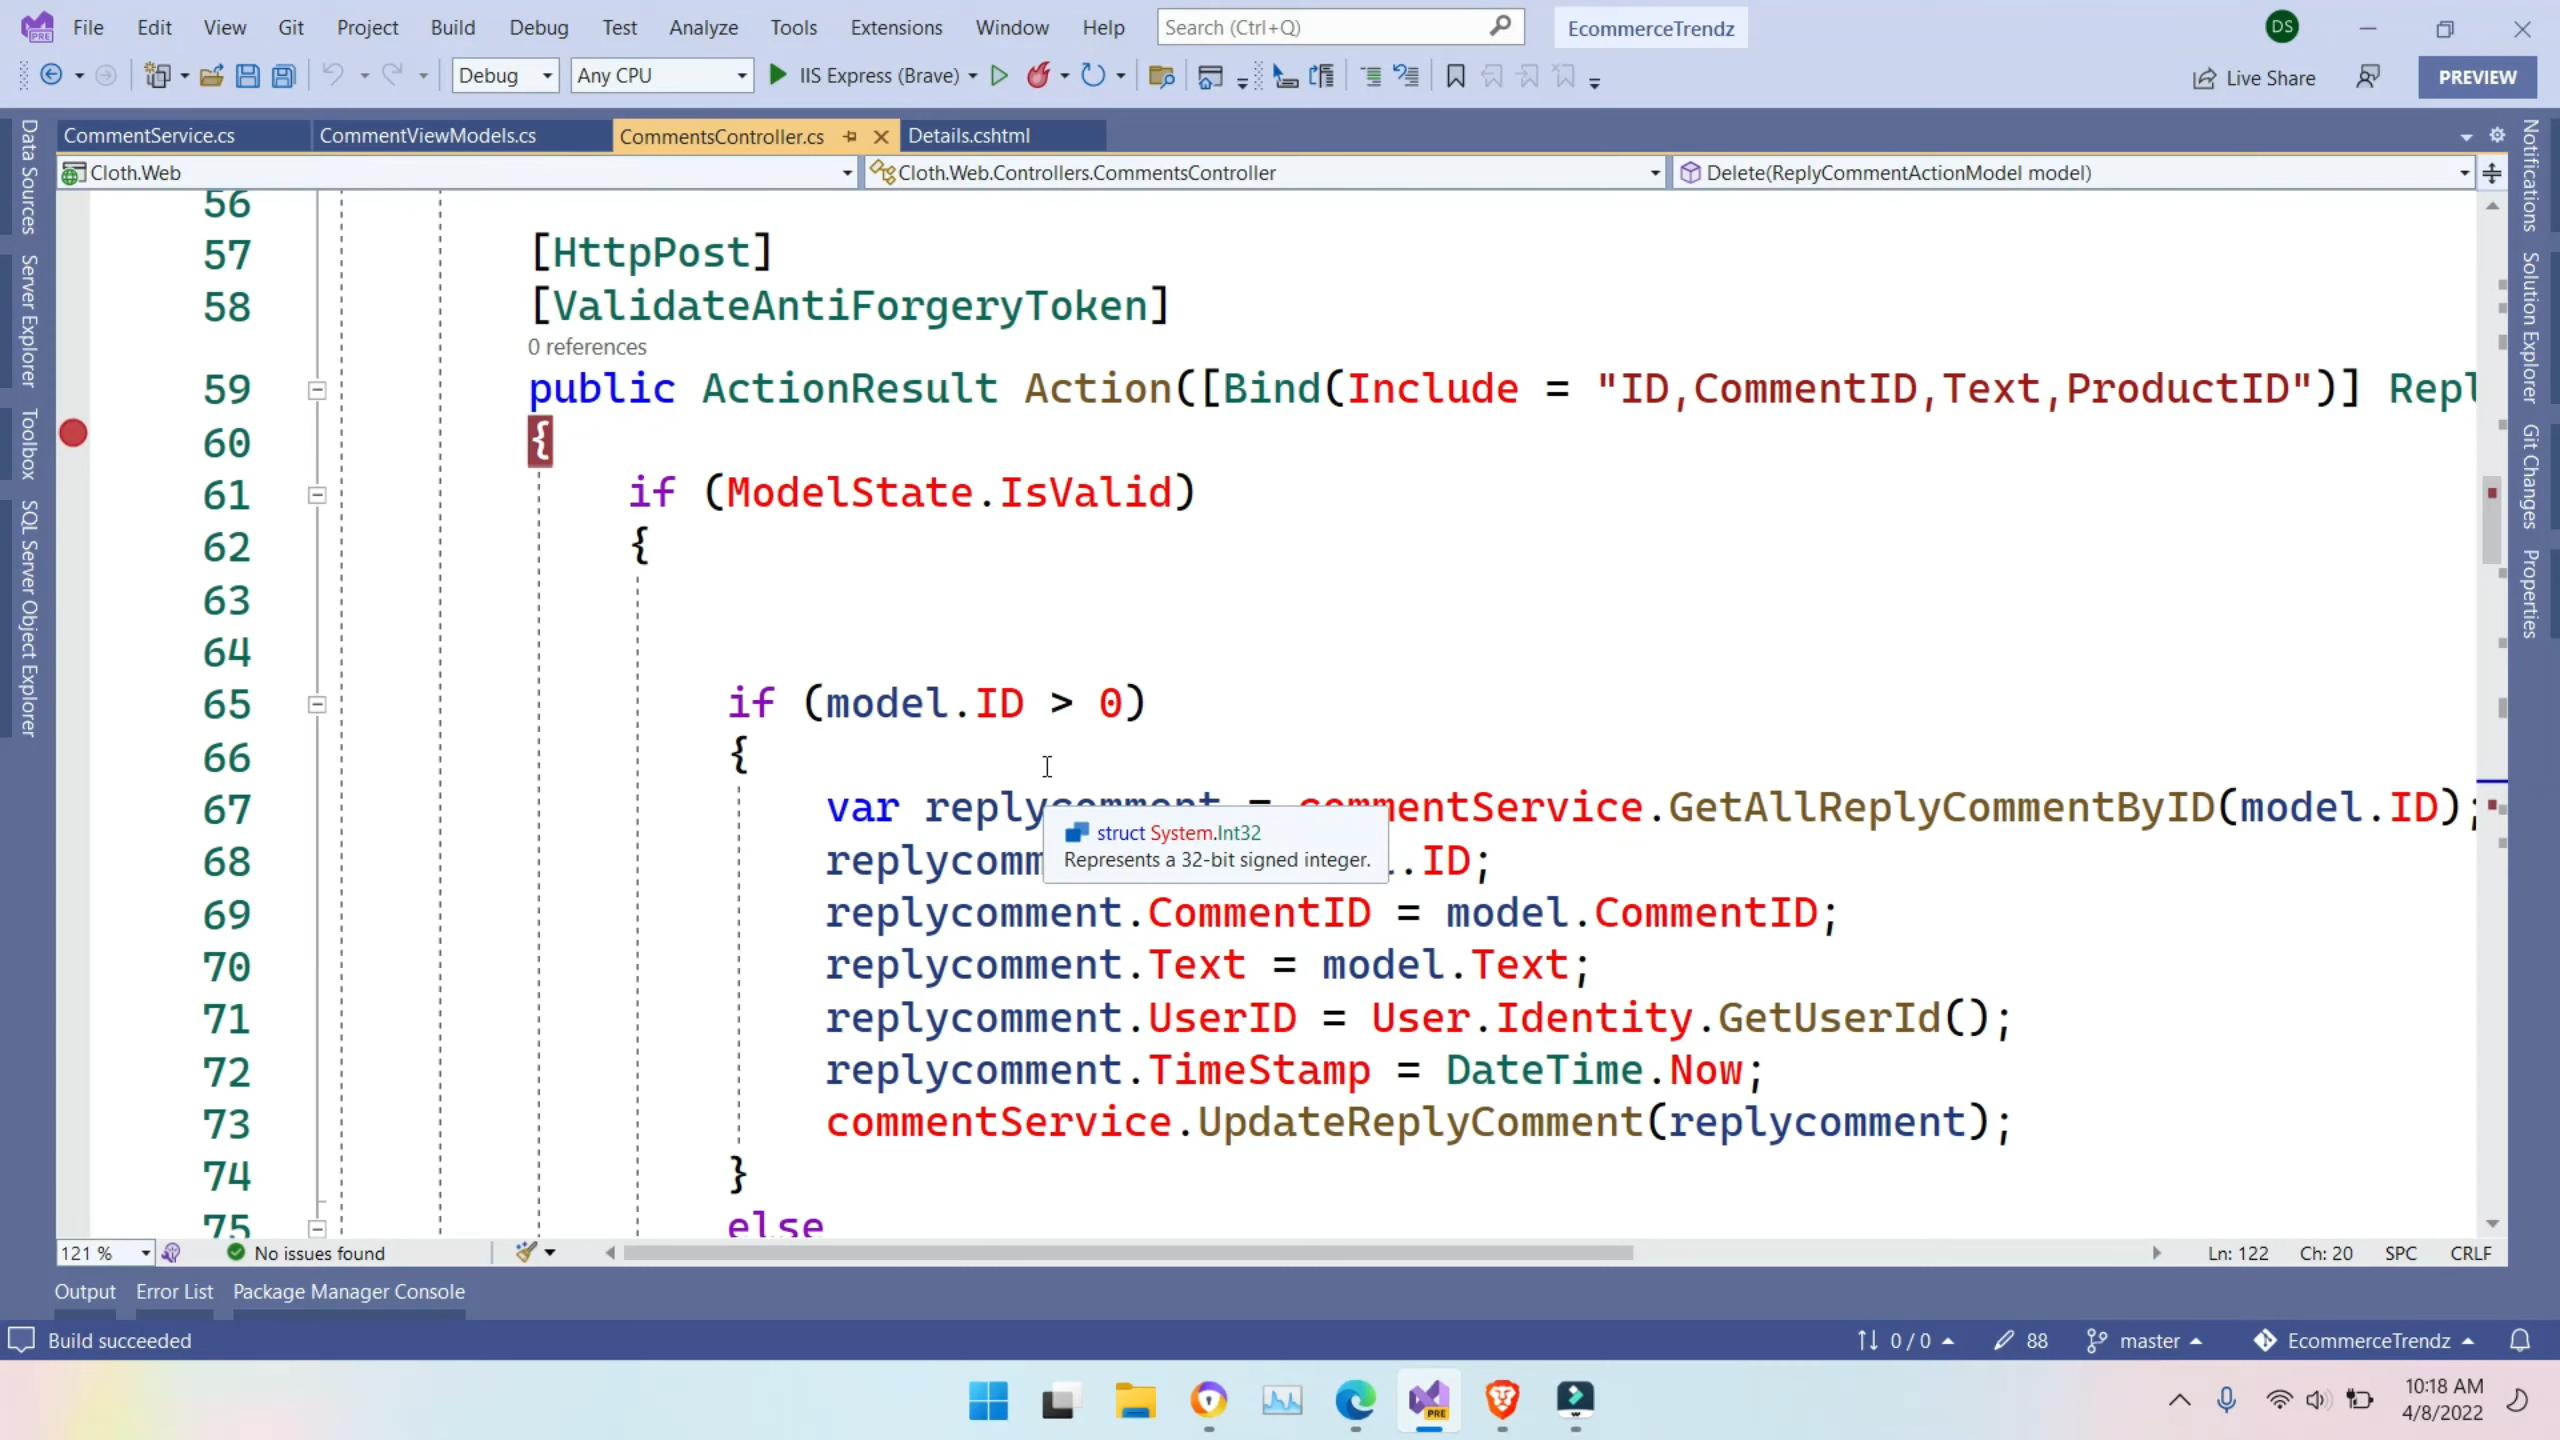 File Edit View Git Project Build Debug Test Analyze Tools Extensions Window Help Search (Ctrl+Q) EcommerceTrendz DS
Debug Any CPU IIS Express (Brave) Live Share PREVIEW
CommentService.cs CommentViewModels.cs CommentsController.cs Details.cshtml
Cloth.Web Cloth.Web.Controllers.CommentsController Delete(ReplyCommentActionModel model)
Data Sources
Server Explorer
Toolbox
SQL Server Object Explorer
56
57 [HttpPost]
58 [ValidateAntiForgeryToken]
0 references
59 public ActionResult Action([Bind(Include = "ID,CommentID,Text,ProductID")] Repl
60 {
61 if (ModelState.IsValid)
62 {
63
64
65 if (model.ID > 0)
66 {
67 var replycomment = commentService.GetAllReplyCommentByID(model.ID);
struct System.Int32
Represents a 32-bit signed integer.
68 replycomm .ID;
69 replycomment.CommentID = model.CommentID;
70 replycomment.Text = model.Text;
71 replycomment.UserID = User.Identity.GetUserId();
72 replycomment.TimeStamp = DateTime.Now;
73 commentService.UpdateReplyComment(replycomment);
74 }
75 else
Notifications
Solution Explorer
Git Changes
Properties
121 % No issues found Ln: 122 Ch: 20 SPC CRLF
Output Error List Package Manager Console
Build succeeded 0 / 0 88 master EcommerceTrendz
PRE
10:18 AM
4/8/2022